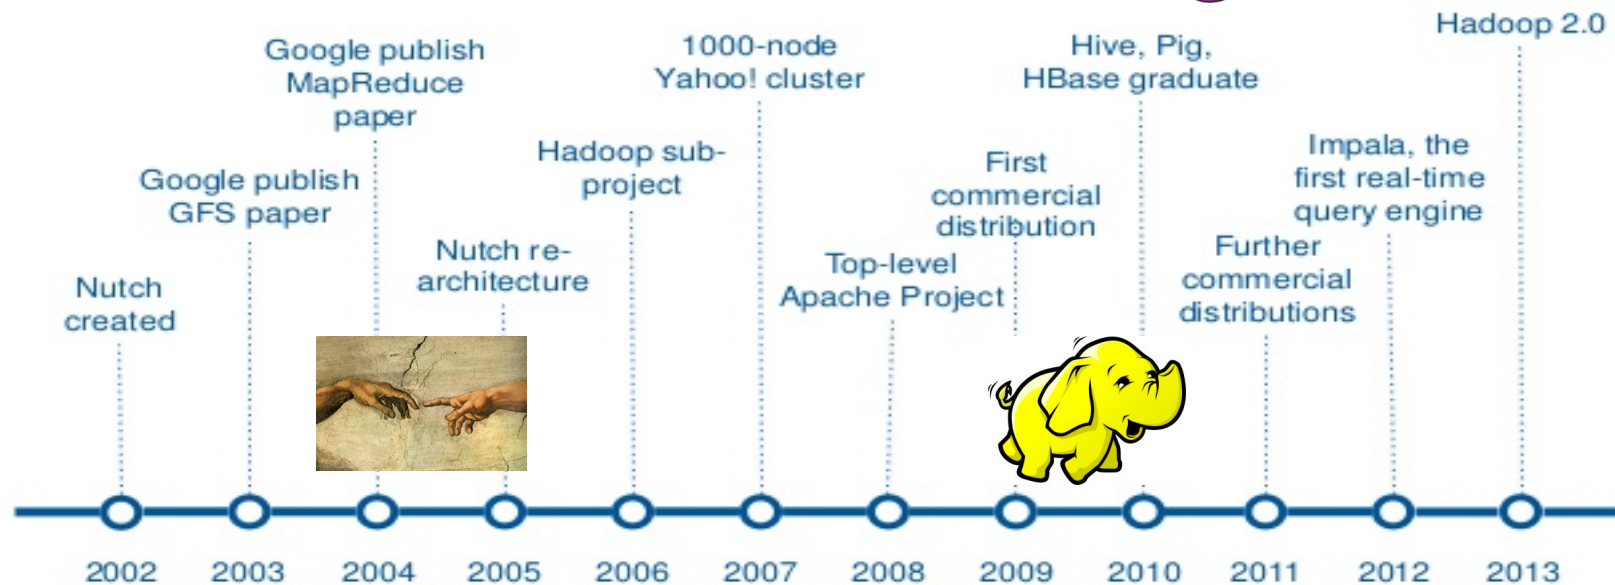 Nutch
created
Google publish
GFS paper
Google publish
MapReduce
paper
Nutch re-
architecture
Hadoop sub-
project
1000-node
Yahoo! cluster
Top-level
Apache Project
First
commercial
distribution
Hive, Pig,
HBase graduate
Further
commercial
distributions
Impala, the
first real-time
query engine
Hadoop 2.0
2002 2003 2004 2005 2006 2007 2008 2009 2010 2011 2012 2013